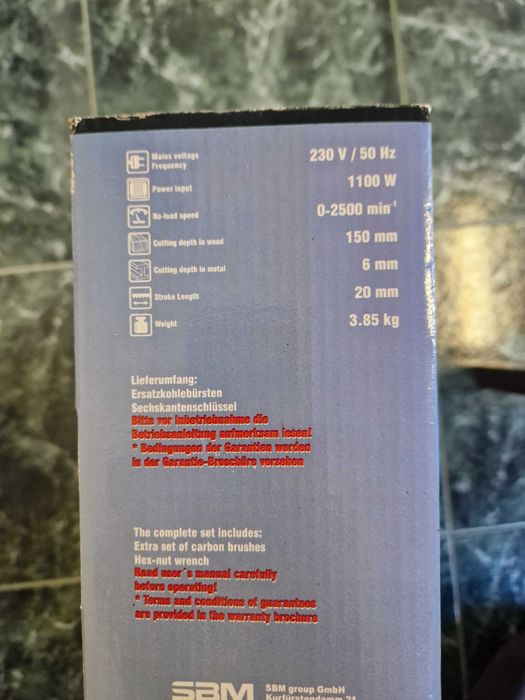 Mains voltage
Frequency 230 V / 50 Hz
Power input 1100 W
No-load speed 0-2500 min⁻¹
Cutting depth in wood 150 mm
Cutting depth in metal 6 mm
Stroke Length 20 mm
Weight 3.85 kg
Lieferumfang:
Ersatzkohlebürsten
Sechskantenschlüssel
Bitte vor Inbetriebnahme die
Betriebsanleitung aufmerksam lesen!
* Bedingungen der Garantien werden
in der Garantie-Broschüre versehen
The complete set includes:
Extra set of carbon brushes
Hex-nut wrench
Read user´s manual carefully
before operating!
* Terms and conditions of guarantees
are provided in the warranty brochure
SBM SBM group GmbH
Kurfürstendamm 21